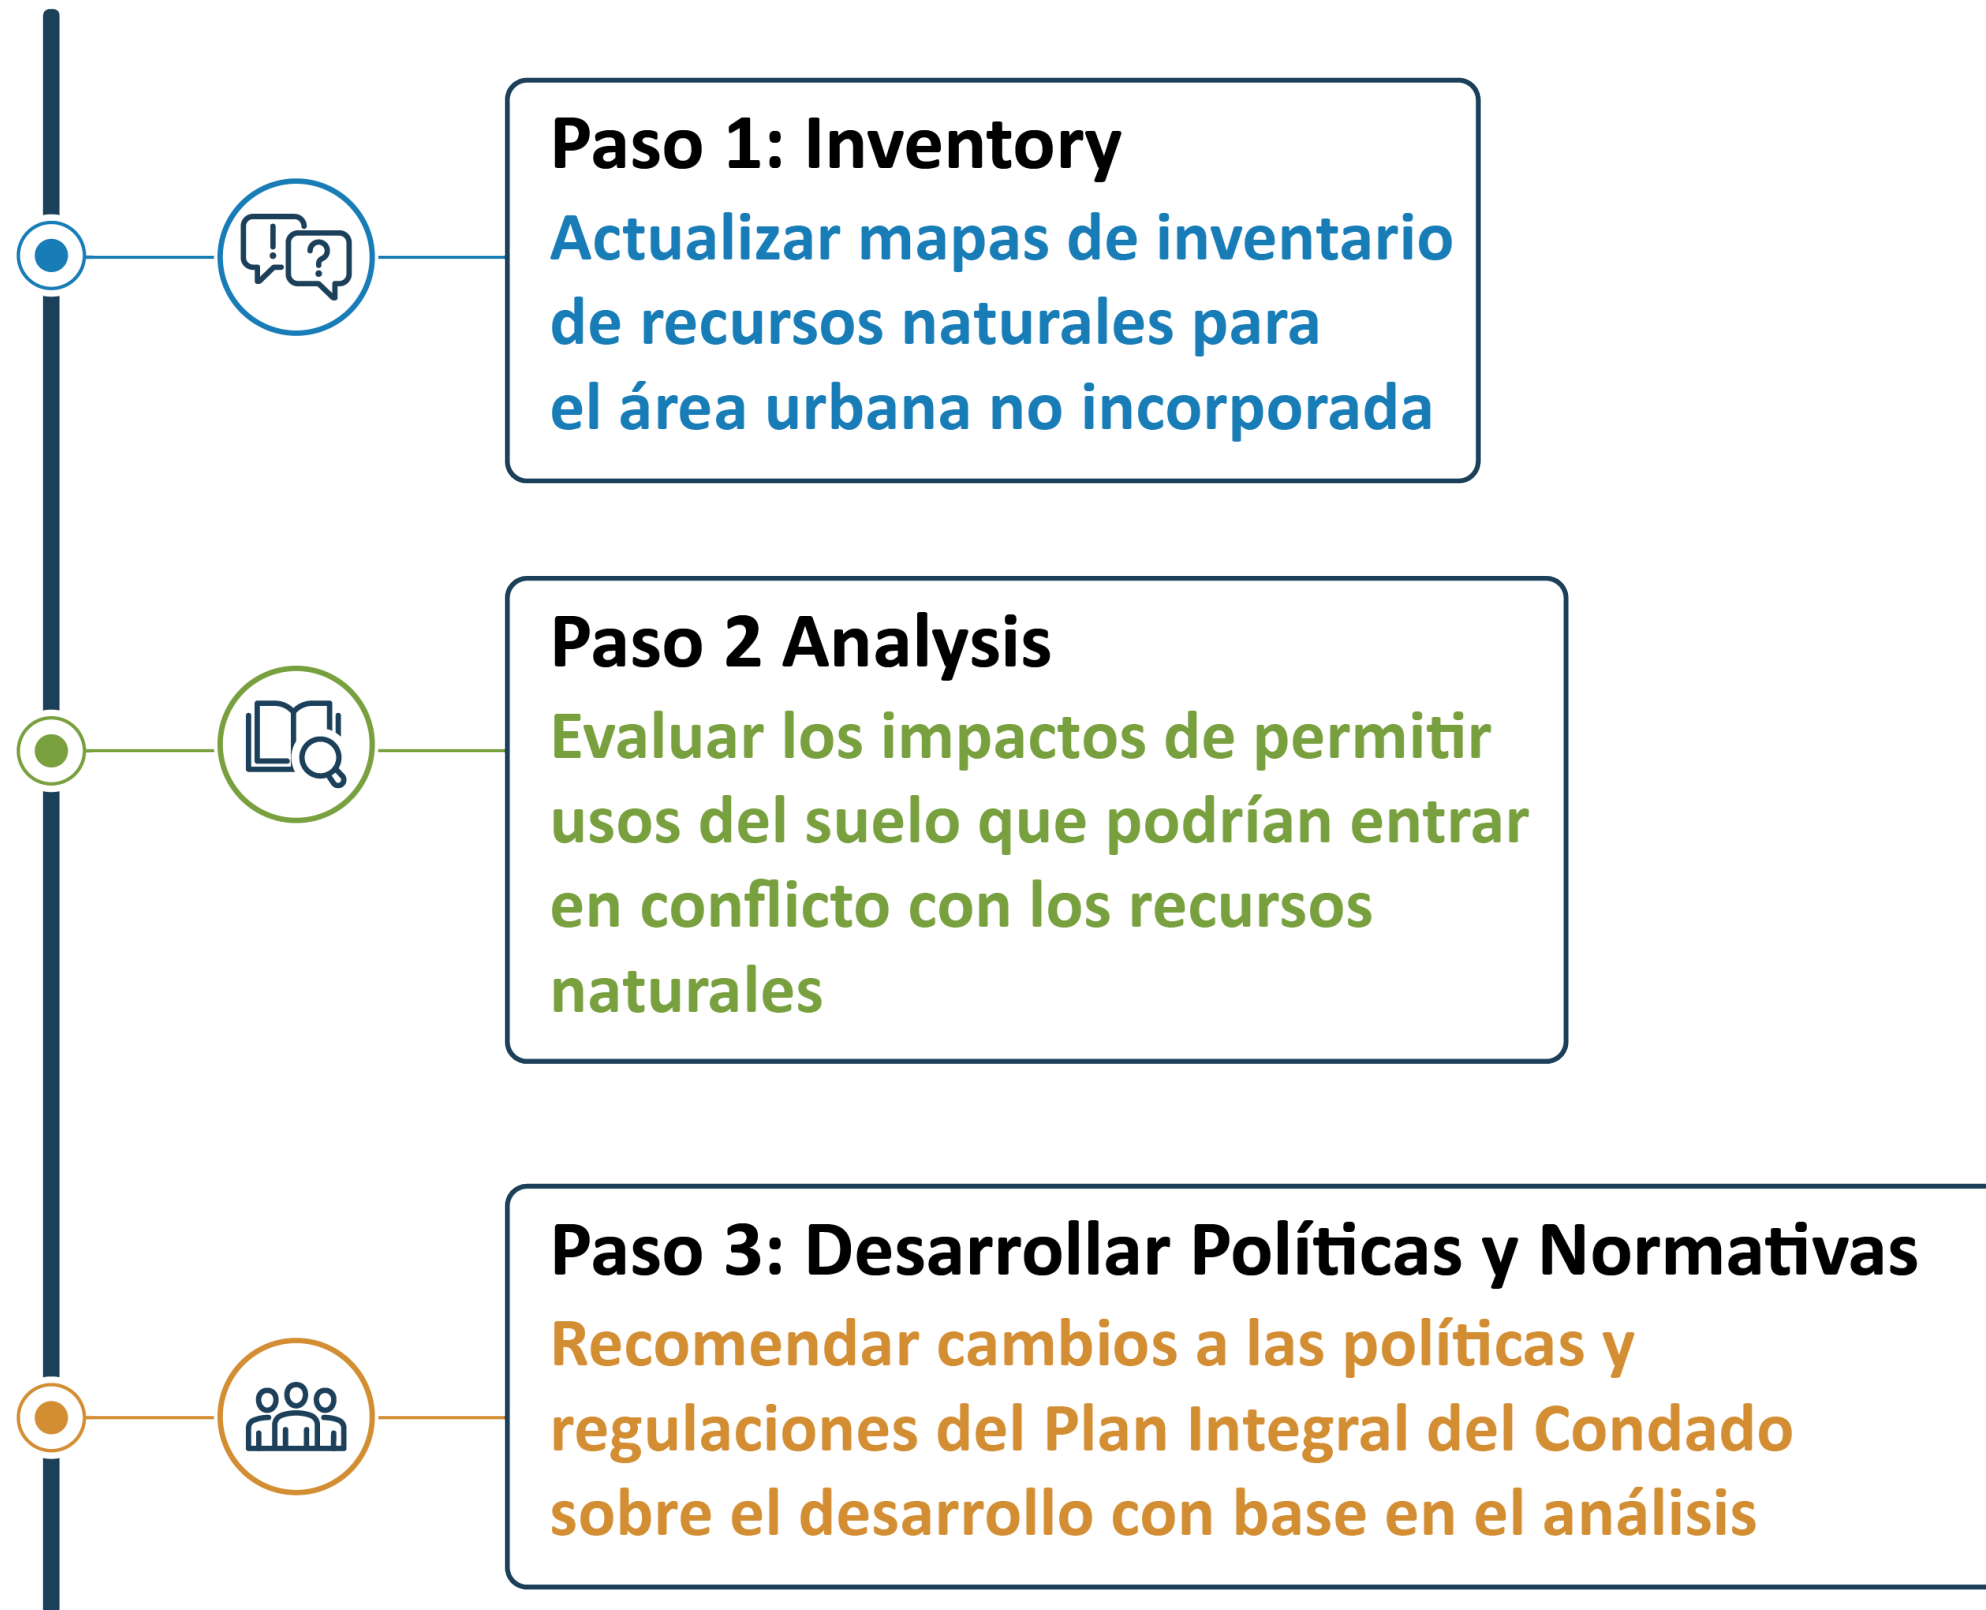 Paso 1: Inventory
Actualizar mapas de inventario
de recursos naturales para
el área urbana no incorporada
Paso 2 Analysis
Evaluar los impactos de permitir
usos del suelo que podrían entrar
en conflicto con los recursos
naturales
Paso 3: Desarrollar Políticas y Normativas
Recomendar cambios a las políticas y
regulaciones del Plan Integral del Condado
sobre el desarrollo con base en el análisis